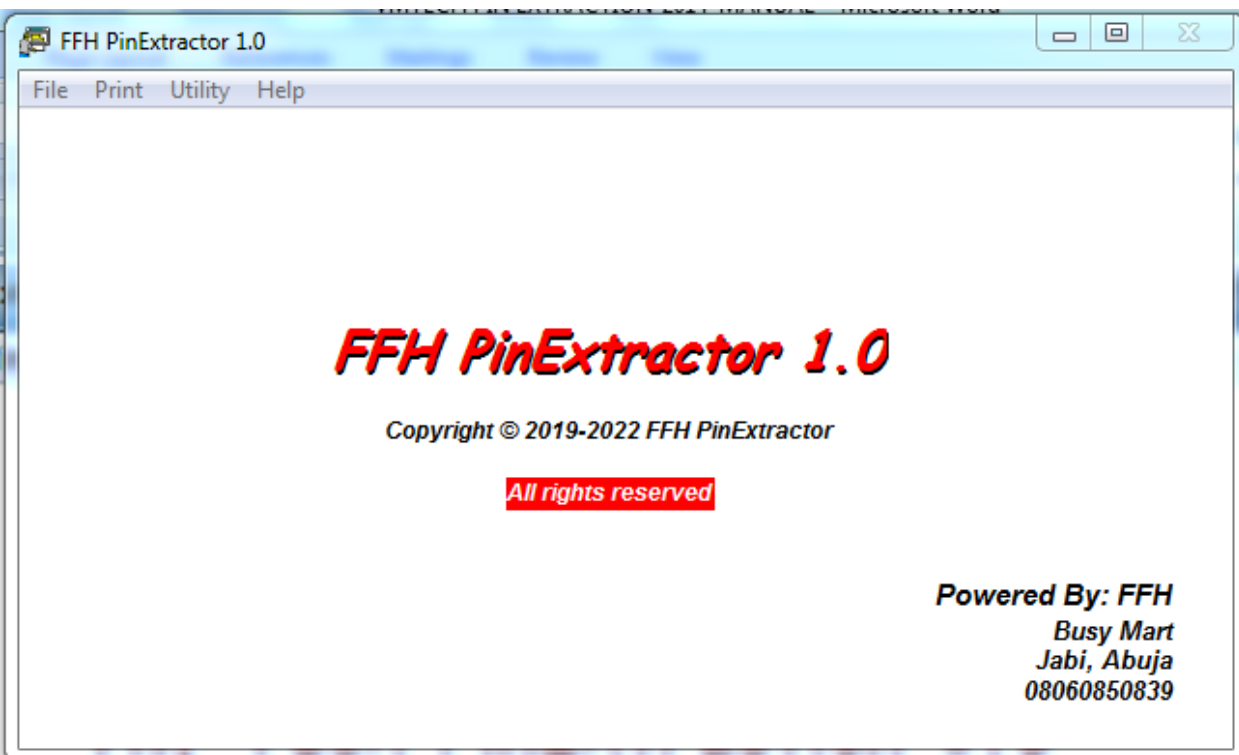 FFH PinExtractor 1.0
File Print Utility Help
FFH PinExtractor 1.0
Copyright © 2019-2022 FFH PinExtractor
All rights reserved
Powered By: FFH
Busy Mart
Jabi, Abuja
08060850839